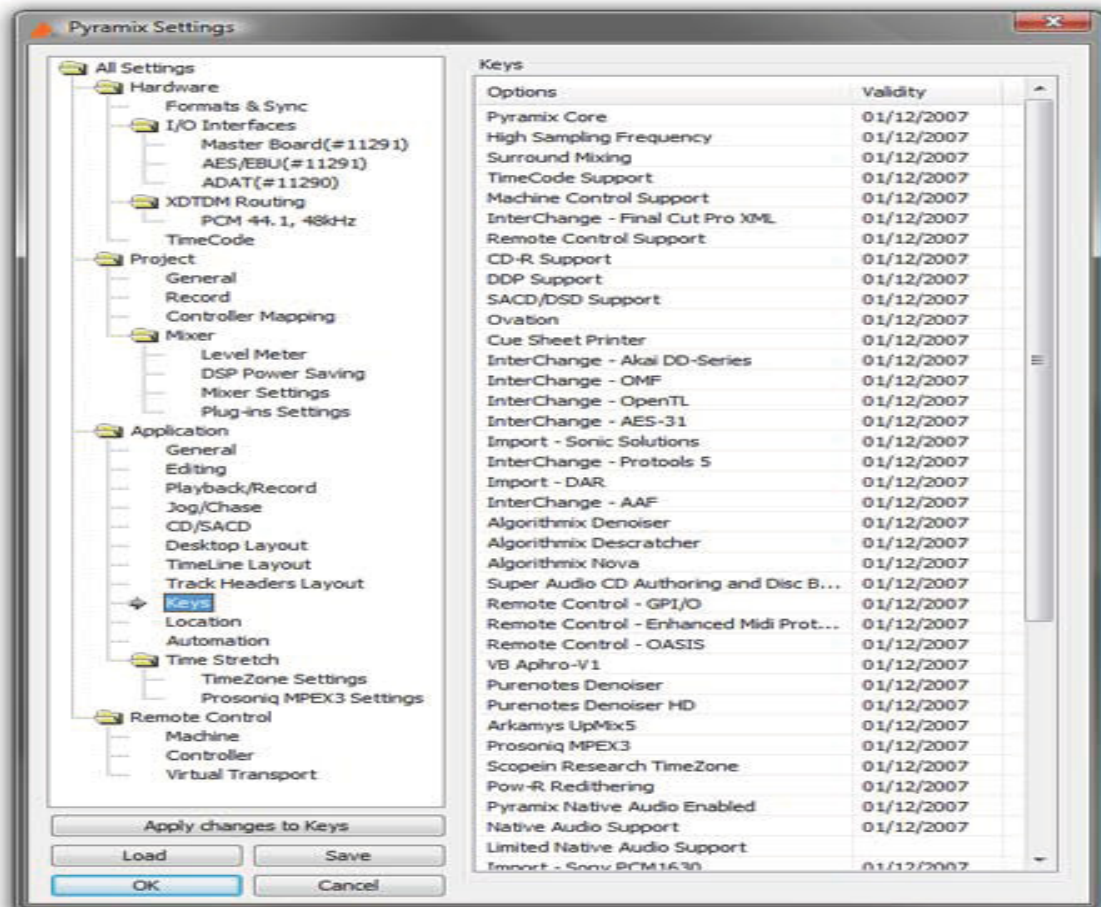 Pyramix Settings
All Settings
Hardware
Formats & Sync
I/O Interfaces
Master Board(#11291)
AES/EBU(#11291)
ADAT(#11290)
XDTDM Routing
PCM 44.1, 48kHz
TimeCode
Project
General
Record
Controller Mapping
Mixer
Level Meter
DSP Power Saving
Mixer Settings
Plug-ins Settings
Application
General
Editing
Playback/Record
Jog/Chase
CD/SACD
Desktop Layout
TimeLine Layout
Track Headers Layout
Keys
Location
Automation
Time Stretch
TimeZone Settings
Prosoniq MPEX3 Settings
Remote Control
Machine
Controller
Virtual Transport
Apply changes to Keys
Load Save
OK Cancel
Keys
Options Validity
Pyramix Core 01/12/2007
High Sampling Frequency 01/12/2007
Surround Mixing 01/12/2007
TimeCode Support 01/12/2007
Machine Control Support 01/12/2007
InterChange - Final Cut Pro XML 01/12/2007
Remote Control Support 01/12/2007
CD-R Support 01/12/2007
DDP Support 01/12/2007
SACD/DSD Support 01/12/2007
Ovation 01/12/2007
Cue Sheet Printer 01/12/2007
InterChange - Akai DD-Series 01/12/2007
InterChange - OMF 01/12/2007
InterChange - OpenTL 01/12/2007
InterChange - AES-31 01/12/2007
Import - Sonic Solutions 01/12/2007
InterChange - Protools 5 01/12/2007
Import - DAR 01/12/2007
InterChange - AAF 01/12/2007
Algorithmix Denoiser 01/12/2007
Algorithmix Descratcher 01/12/2007
Algorithmix Nova 01/12/2007
Super Audio CD Authoring and Disc B... 01/12/2007
Remote Control - GPI/O 01/12/2007
Remote Control - Enhanced Midi Prot... 01/12/2007
Remote Control - OASIS 01/12/2007
VB Aphro-V1 01/12/2007
Purenotes Denoiser 01/12/2007
Purenotes Denoiser HD 01/12/2007
Arkamys UpMix5 01/12/2007
Prosoniq MPEX3 01/12/2007
Scopein Research TimeZone 01/12/2007
Pow-R Redithering 01/12/2007
Pyramix Native Audio Enabled 01/12/2007
Native Audio Support 01/12/2007
Limited Native Audio Support
Import - Sony PCM1630 01/12/2007